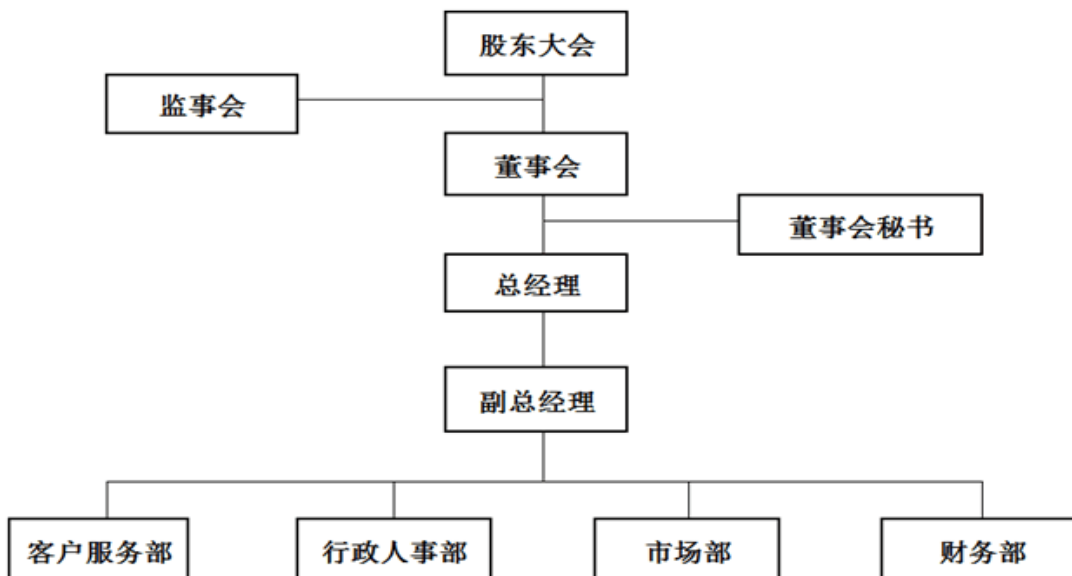 股东大会
监事会
董事会
董事会秘书
总经理
副总经理
客户服务部
行政人事部
市场部
财务部